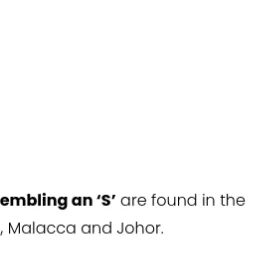 embling an ‘S’ are found in the
, Malacca and Johor.